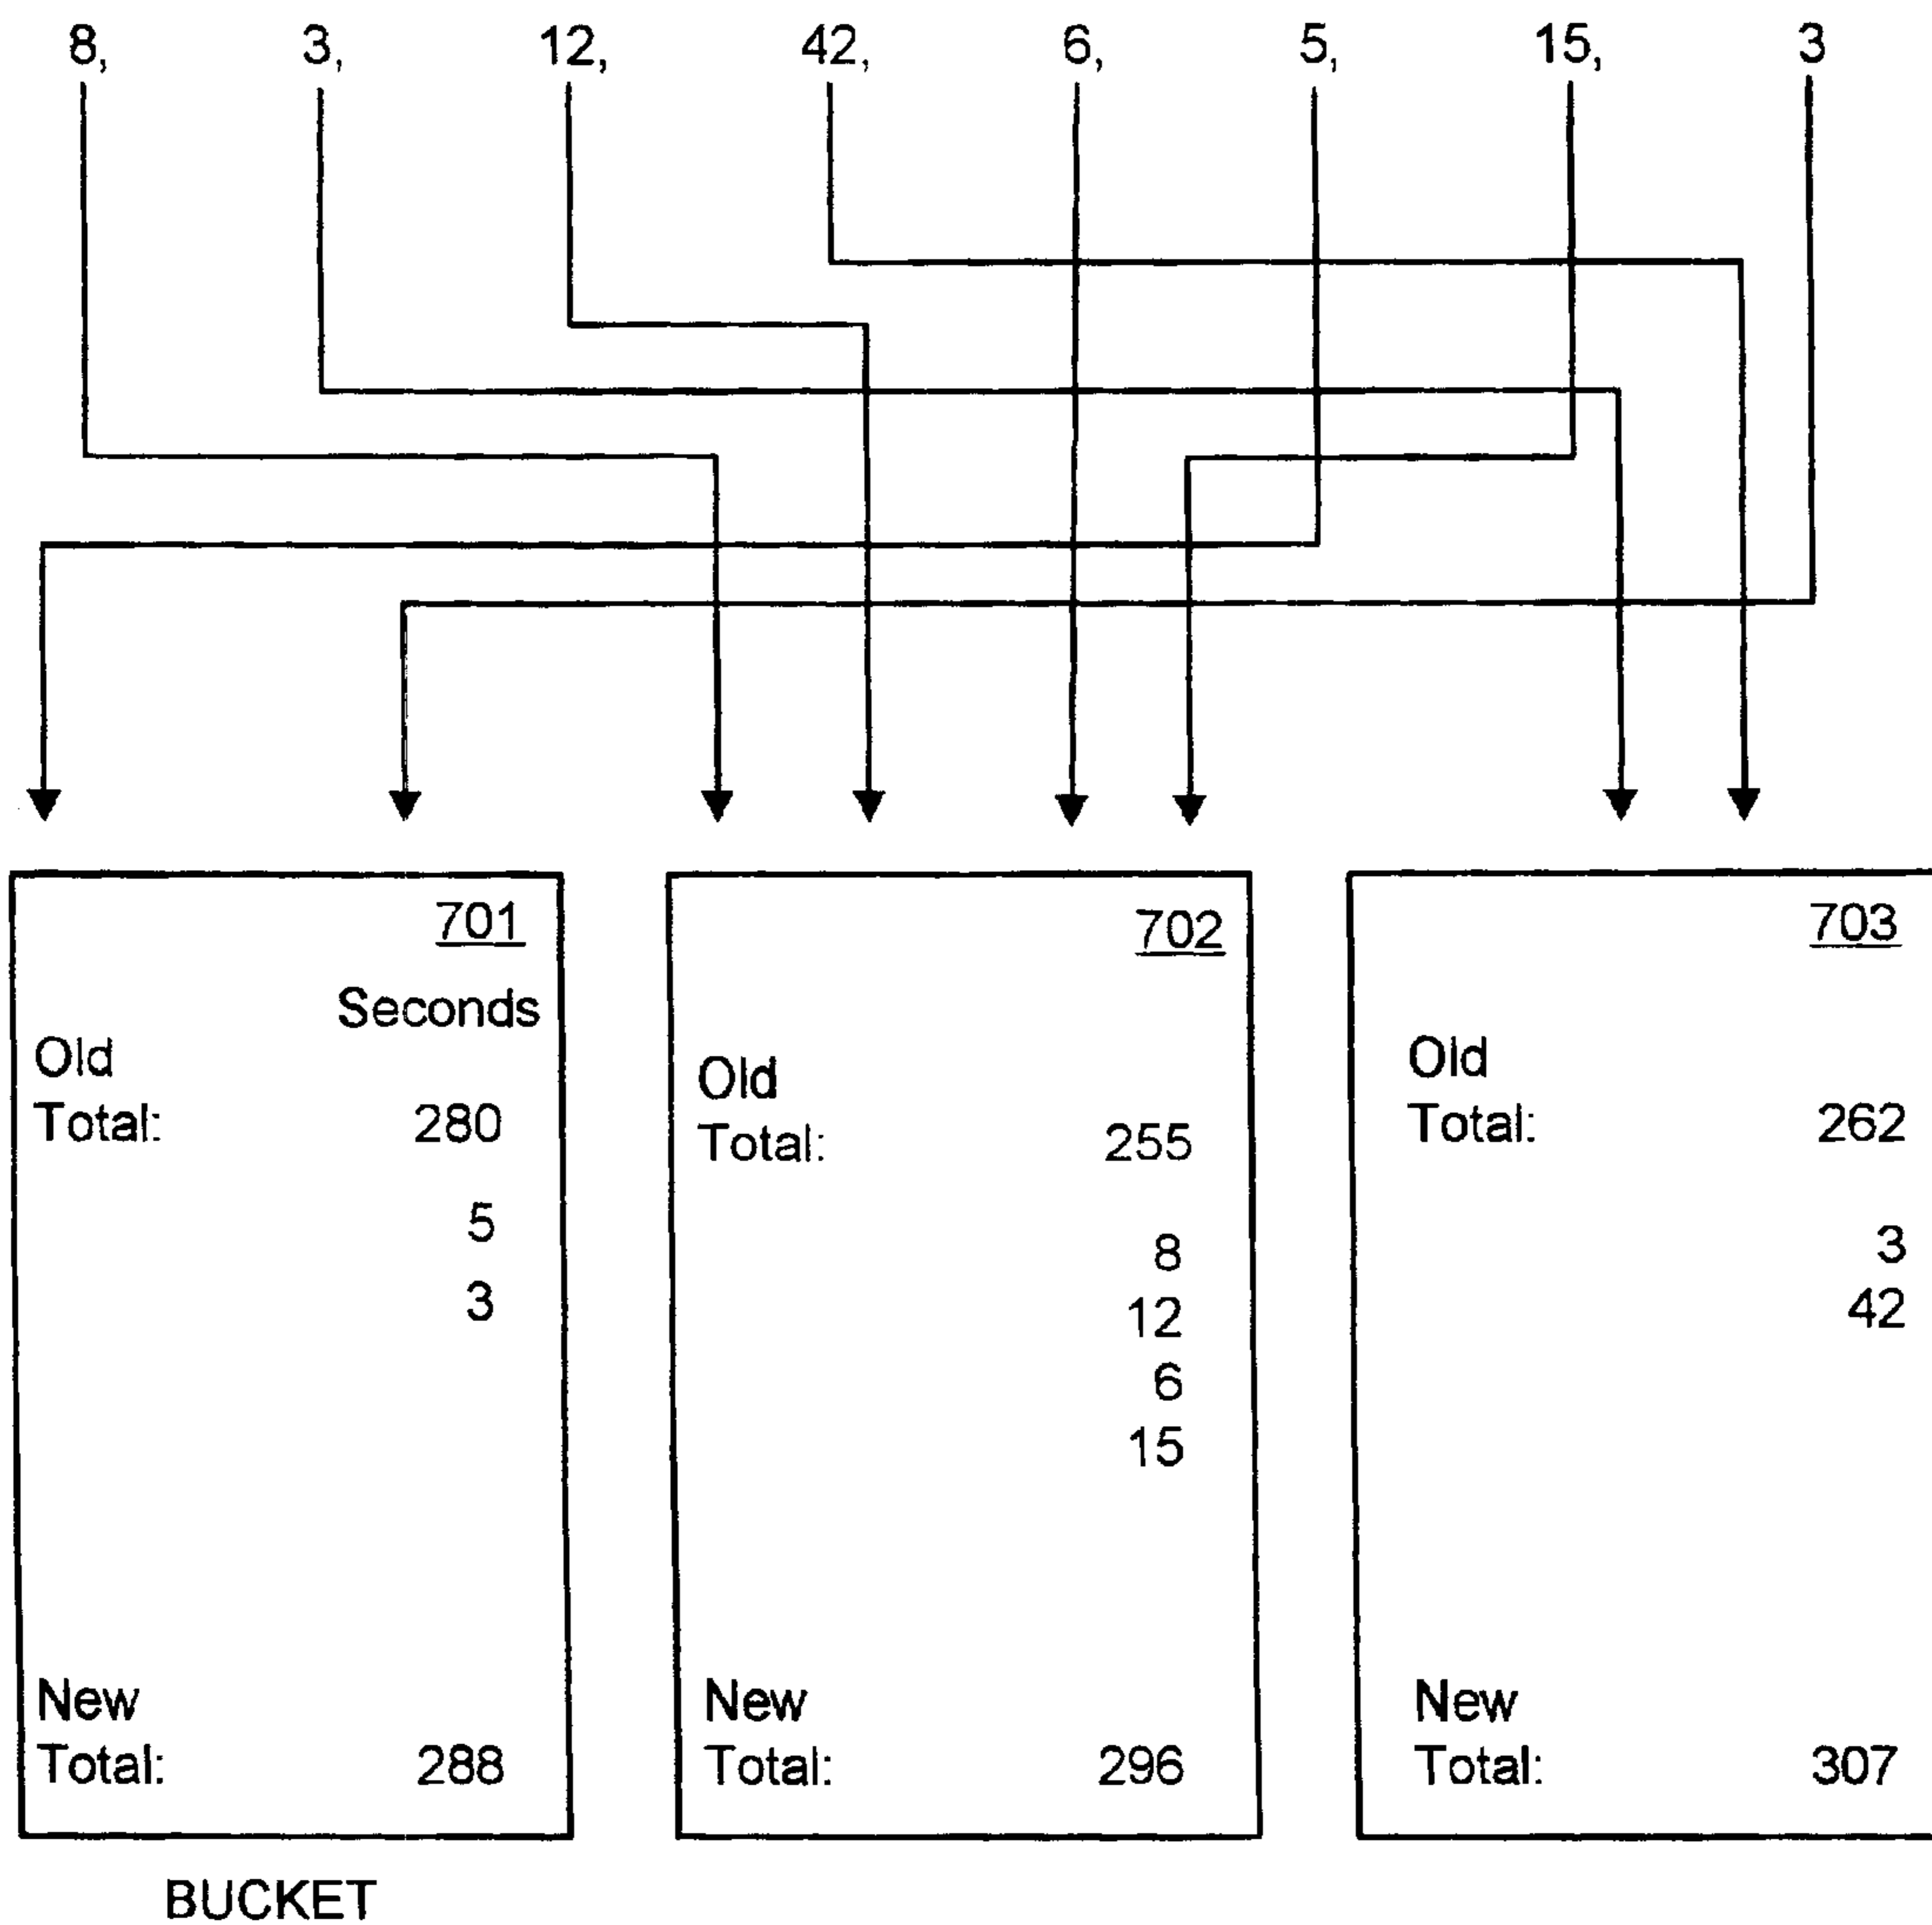 8, 3, 12, 42, 6, 5, 15, 3
701
Seconds
Old
Total: 280
5
3
New
Total: 288
BUCKET
702
Old
Total: 255
8
12
6
15
New
Total: 296
703
Old
Total: 262
3
42
New
Total: 307